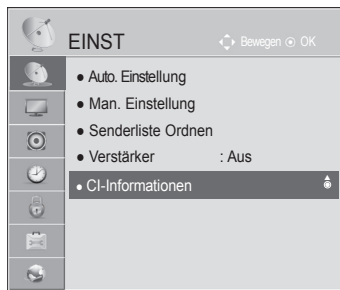 EINST
Bewegen OK
● Auto. Einstellung
● Man. Einstellung
● Senderliste Ordnen
● Verstärker : Aus
● CI-Informationen